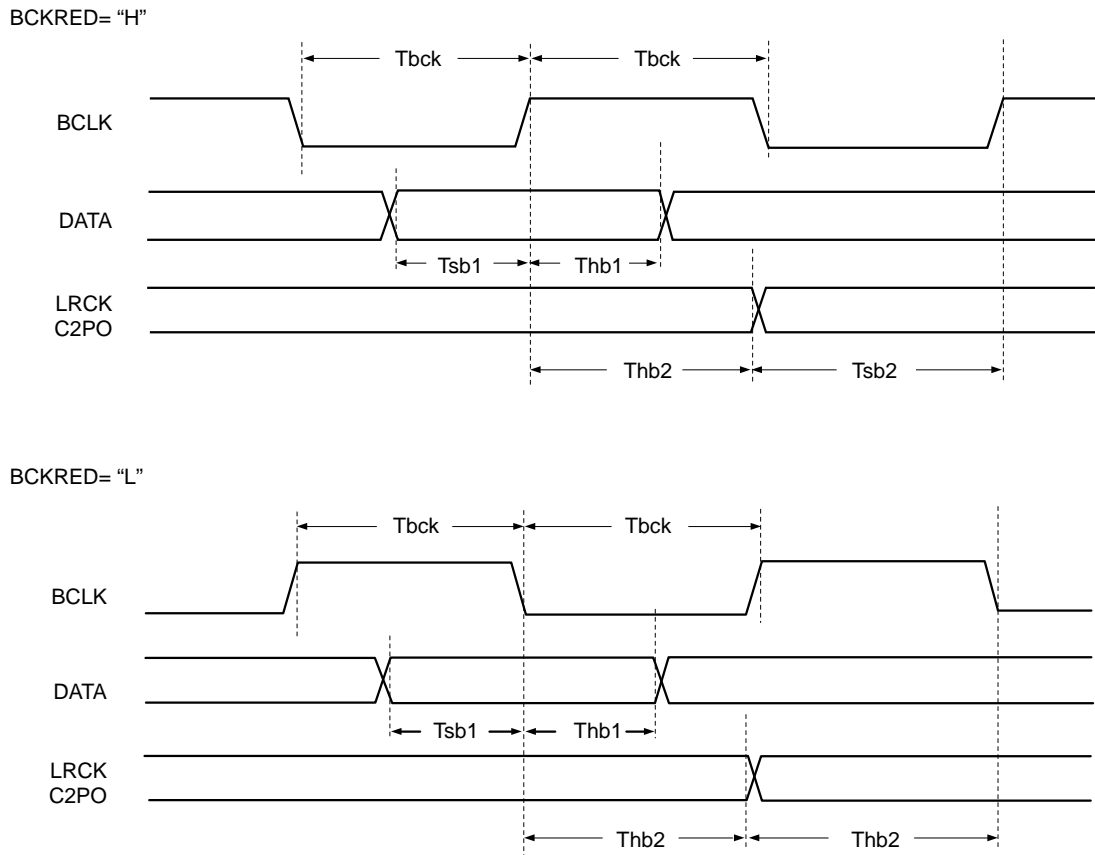 BCKRED= “H”
Tbck Tbck
BCLK
DATA
Tsb1 Thb1
LRCK
C2PO
Thb2 Tsb2
BCKRED= “L”
Tbck Tbck
BCLK
DATA
Tsb1 Thb1
LRCK
C2PO
Thb2 Thb2